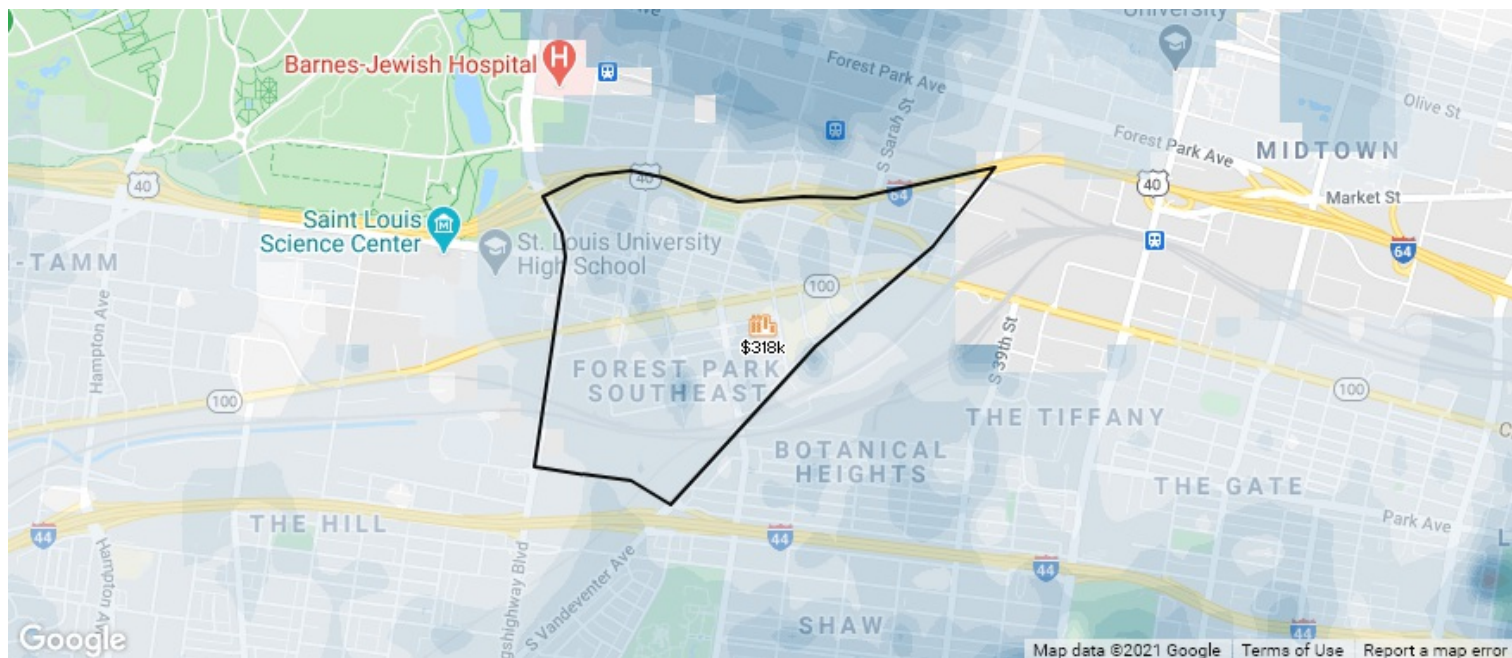 University
Forest Park Ave
Barnes-Jewish Hospital
H
Olive St
S Sarah St
Forest Park Ave
MIDTOWN
40
40
40
64
Market St
Saint Louis
Science Center
St. Louis University
High School
64
Hampton Ave
100
$318k
FOREST PARK
SOUTHEAST
S 39th St
100
100
THE TIFFANY
BOTANICAL
HEIGHTS
THE GATE
Park Ave
THE HILL
44
44
44
44
Hampton Av
S Vandeventer Ave
SHAW
Google
Map data ©2021 Google
Terms of Use
Report a map error